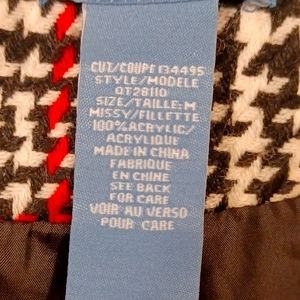 CUT/COUPE 134495
STYLE/MODELE
QT28110
SIZE/TAILLE: M
MISSY/FILLETTE
100% ACRYLIC/
ACRYLIQUE
MADE IN CHINA
FABRIQUE
EN CHINE
SEE BACK
FOR CARE
VOIR AU VERSO
POUR CARE